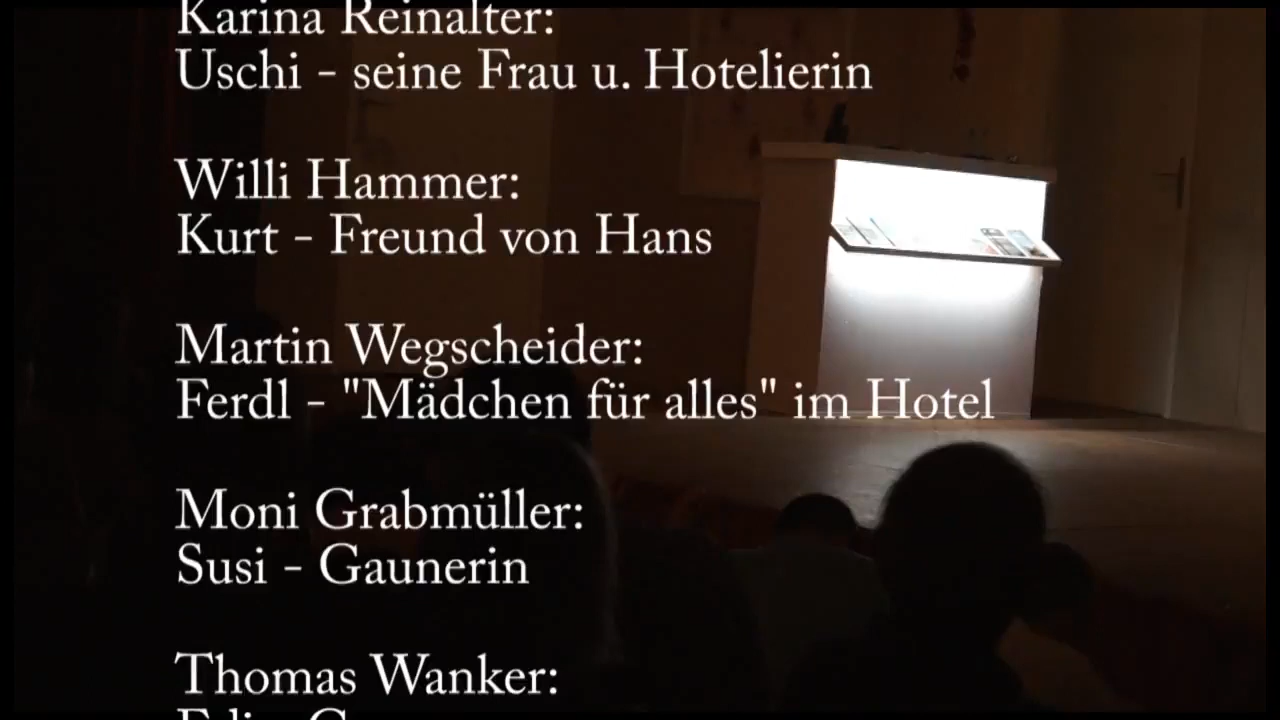 Karina Reinalter:
Uschi - seine Frau u. Hotelierin
Willi Hammer:
Kurt - Freund von Hans
Martin Wegscheider:
Ferdl - "Mädchen für alles" im Hotel
Moni Grabmüller:
Susi - Gaunerin
Thomas Wanker: